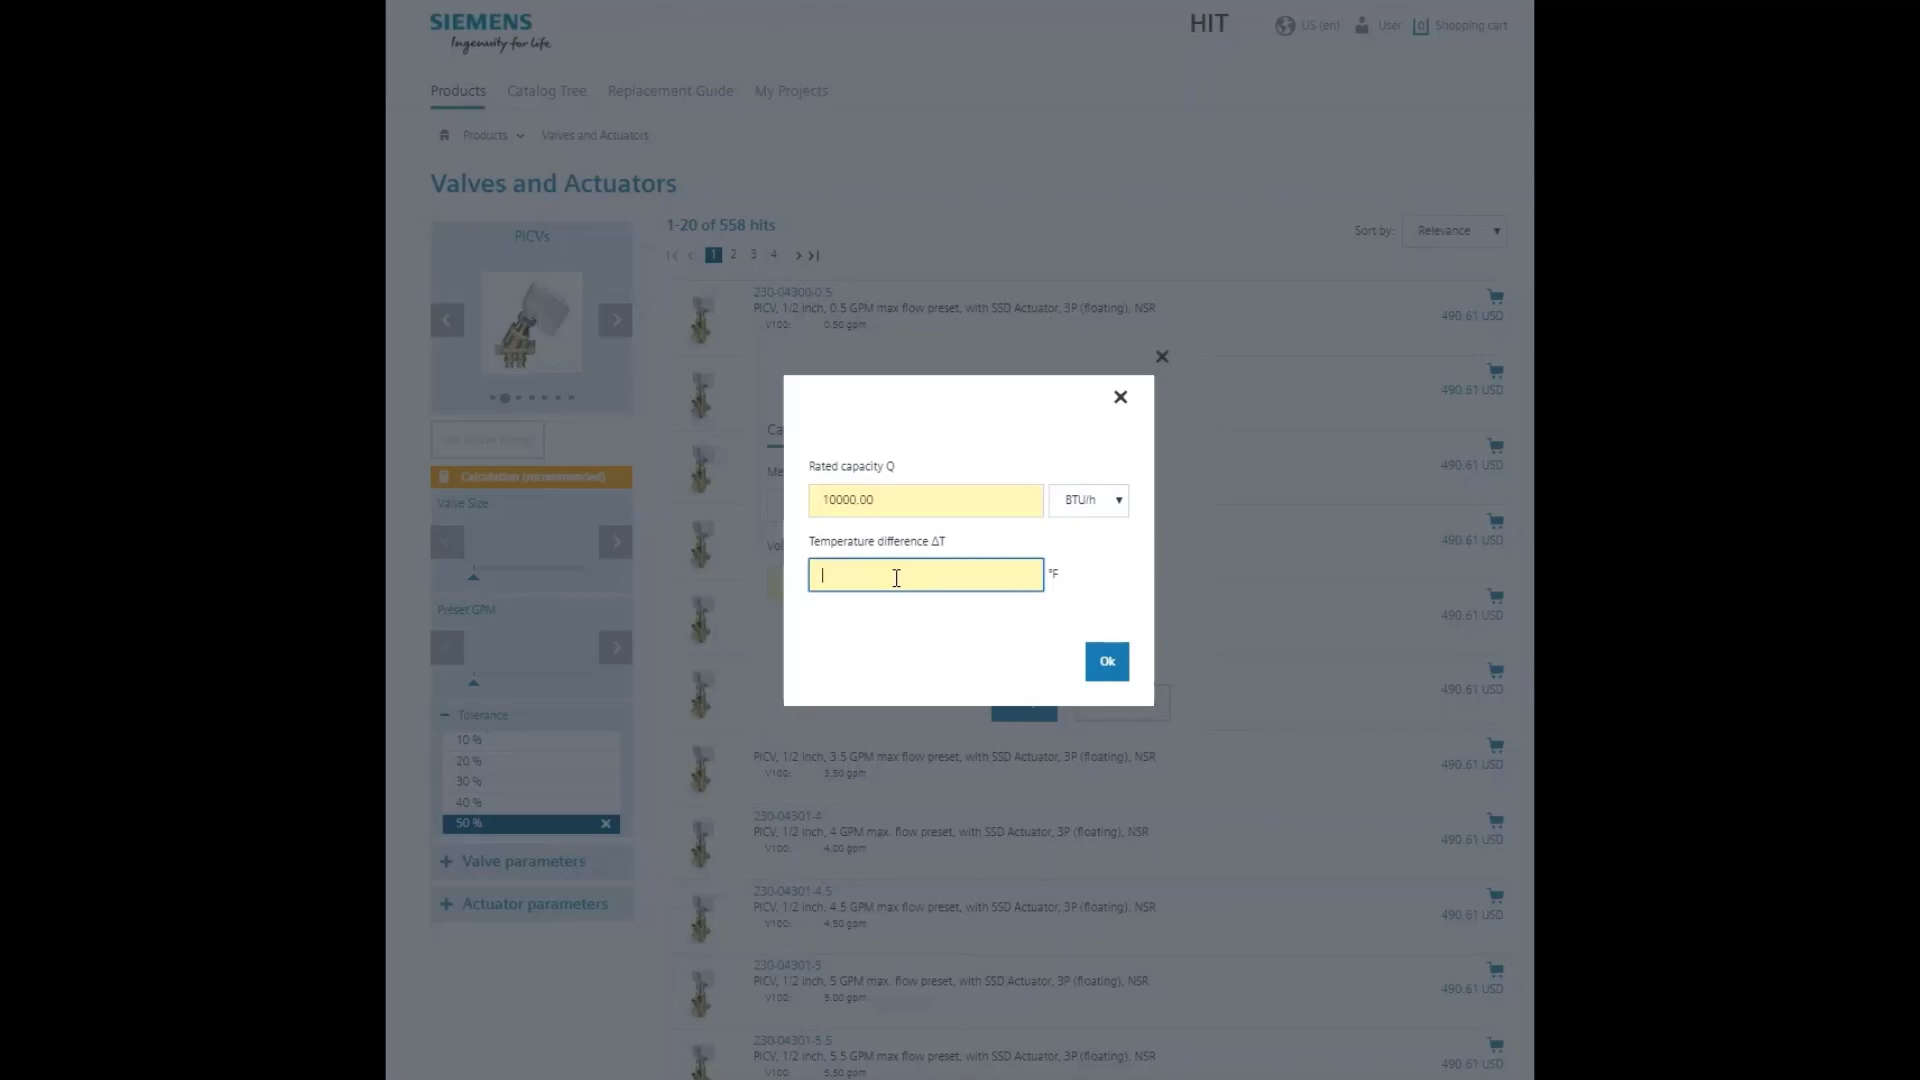 SIEMENS
Ingenuity for life
HIT
US (en)
User
0
Shopping cart
Products
Catalog Tree
Replacement Guide
My Projects
Products
Valves and Actuators
Valves and Actuators
PICVs
1-20 of 558 hits
Sort by:
Relevance
1 2 3 4
230-04300-0.5
PICV, 1/2 inch, 0.5 GPM max flow preset, with SSD Actuator, 3P (floating), NSR
V100: 0.50 gpm
490.61 USD
490.61 USD
490.61 USD
490.61 USD
490.61 USD
490.61 USD
Calculation (recommended)
Valve Size
Preset GPM
Tolerance
10 %
20 %
30 %
40 %
50 %
Valve parameters
Actuator parameters
Rated capacity Q
10000.00
BTU/h
Temperature difference ΔT
°F
Ok
PICV, 1/2 inch, 3.5 GPM max flow preset, with SSD Actuator, 3P (floating), NSR
V100: 3.50 gpm
490.61 USD
230-04301-4
PICV, 1/2 inch, 4 GPM max. flow preset, with SSD Actuator, 3P (floating), NSR
V100: 4.00 gpm
490.61 USD
230-04301-4.5
PICV, 1/2 inch, 4.5 GPM max flow preset, with SSD Actuator, 3P (floating), NSR
V100: 4.50 gpm
490.61 USD
230-04301-5
PICV, 1/2 inch, 5 GPM max. flow preset, with SSD Actuator, 3P (floating), NSR
V100: 5.00 gpm
490.61 USD
230-04301-5.5
PICV, 1/2 inch, 5.5 GPM max flow preset, with SSD Actuator, 3P (floating), NSR
V100: 5.50 gpm
490.61 USD